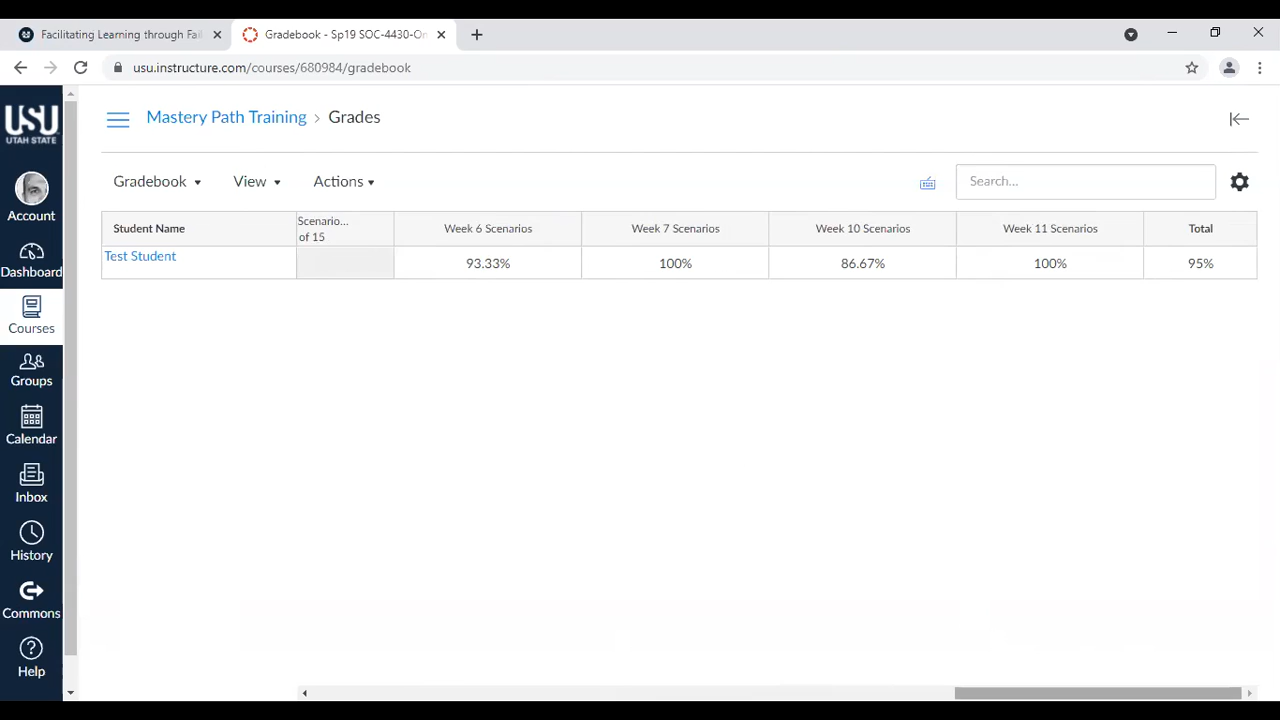 Facilitating Learning through Fail
Gradebook - Sp19 SOC-4430-On
usu.instructure.com/courses/680984/gradebook
USU
UTAH STATE
Account
Dashboard
Courses
Groups
Calendar
Inbox
History
Commons
Help
Mastery Path Training › Grades
Gradebook
View
Actions
Search...
Student Name
Scenario...
of 15
Week 6 Scenarios
Week 7 Scenarios
Week 10 Scenarios
Week 11 Scenarios
Total
Test Student
93.33%
100%
86.67%
100%
95%